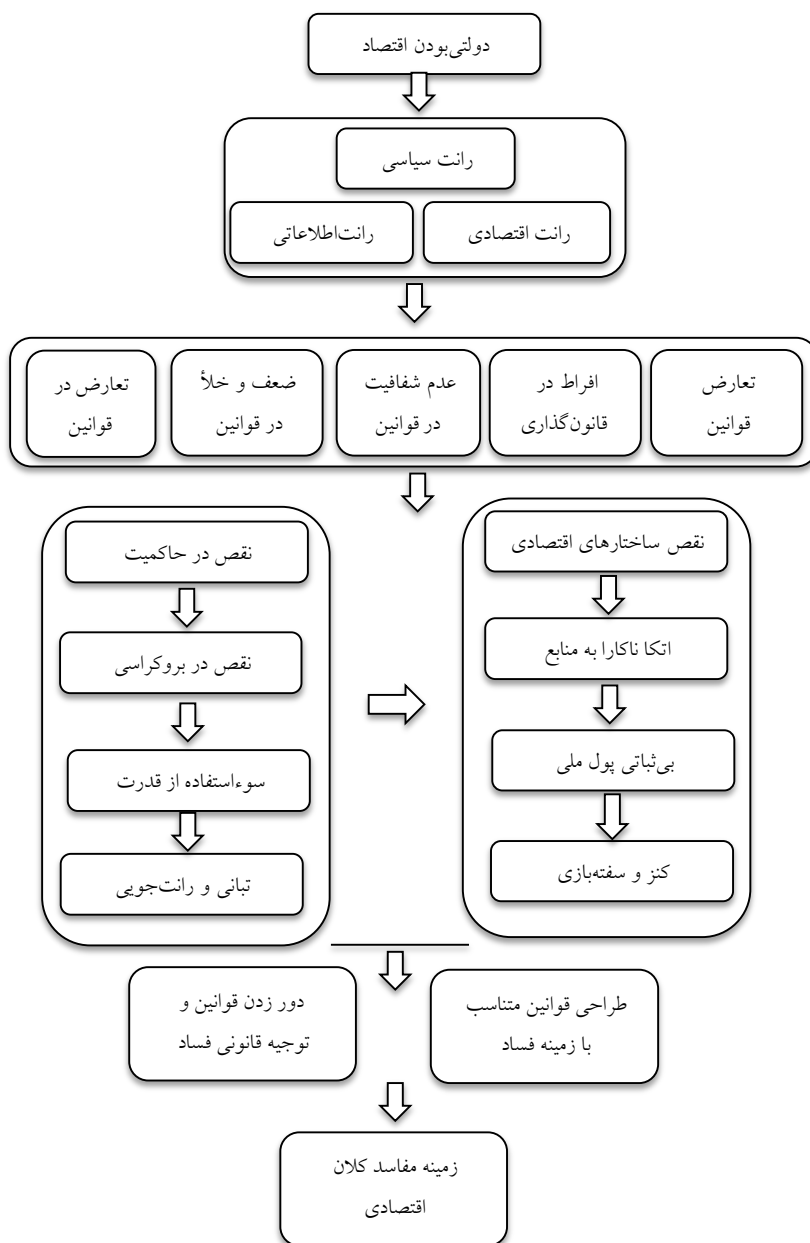 دولتی‌بودن اقتصاد
رانت سیاسی
رانت اقتصادی
رانت‌اطلاعاتی
تعارض
قوانین
افراط در
قانون‌گذاری
عدم شفافیت
در قوانین
ضعف و خلأ
در قوانین
تعارض در
قوانین
نقص ساختارهای اقتصادی
اتکا ناکارا به منابع
بی‌ثباتی پول ملی
کنز و سفته‌بازی
نقص در حاکمیت
نقص در بروکراسی
سوءاستفاده از قدرت
تبانی و رانت‌جویی
طراحی قوانین متناسب
با زمینه فساد
دور زدن قوانین و
توجیه قانونی فساد
زمینه مفاسد کلان
اقتصادی